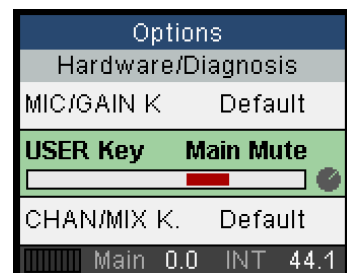 Options
Hardware/Diagnosis
MIC/GAIN K Default
USER Key Main Mute
CHAN/MIX K. Default
Main 0.0 INT 44.1